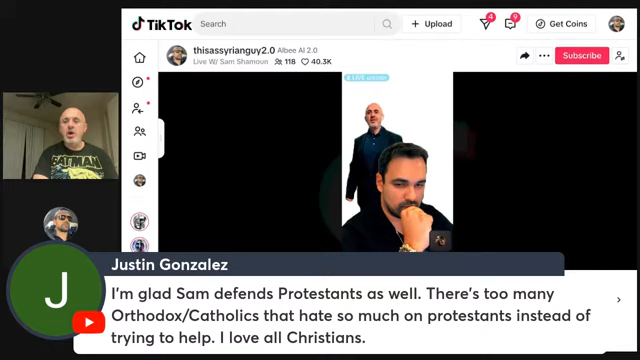 TikTok
Search
+ Upload
4
9
Get Coins
thisassyrianguy2.0 Albee AI 2.0
Live W/ Sam Shamoun 118 40.3K
Subscribe
BATMAN
J
Justin Gonzalez
I'm glad Sam defends Protestants as well. There's too many
Orthodox/Catholics that hate so much on protestants instead of
trying to help. I love all Christians.